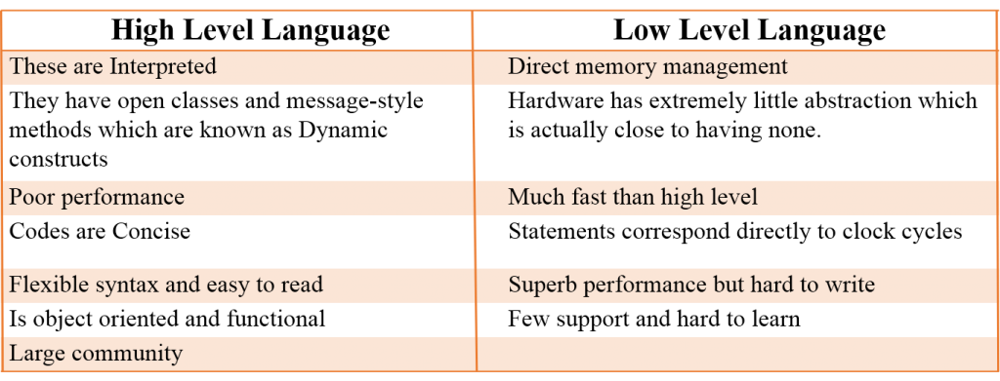 High Level Language
Low Level Language
These are Interpreted
Direct memory management
They have open classes and message-style
methods which are known as Dynamic
constructs
Hardware has extremely little abstraction which
is actually close to having none.
Poor performance
Much fast than high level
Codes are Concise
Statements correspond directly to clock cycles
Flexible syntax and easy to read
Superb performance but hard to write
Is object oriented and functional
Few support and hard to learn
Large community